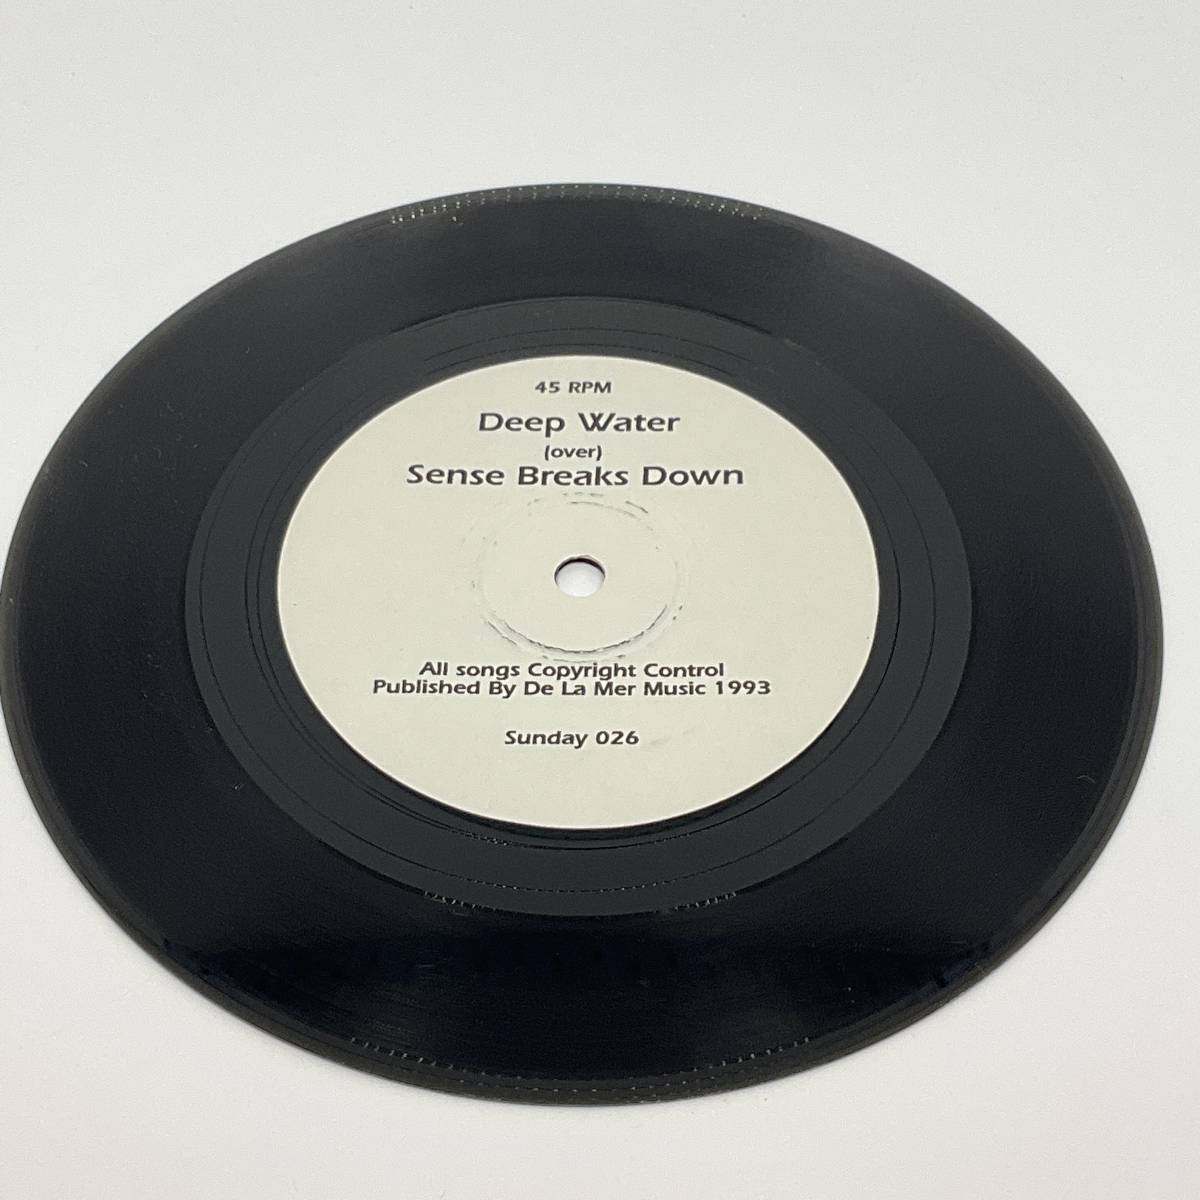 45 RPM
Deep Water
(over)
Sense Breaks Down
All songs Copyright Control
Published By De La Mer Music 1993
Sunday 026